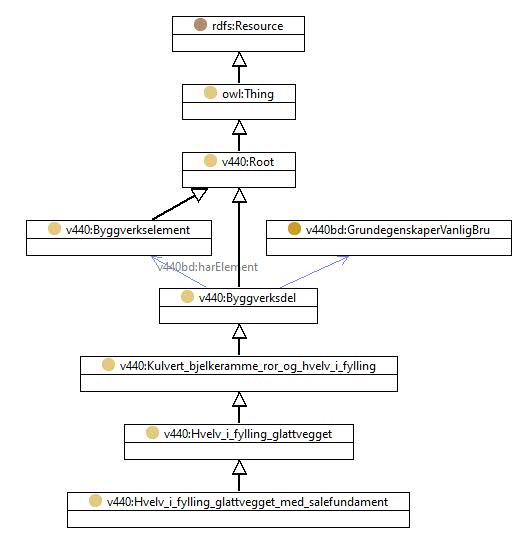 rdfs:Resource
owl:Thing
v440:Root
v440:Byggverkselement
v440bd:GrundegenskaperVanligBru
v440bd:harElement
v440:Byggverksdel
v440:Kulvert_bjelkeramme_ror_og_hvelv_i_fylling
v440:Hvelv_i_fylling_glattvegget
v440:Hvelv_i_fylling_glattvegget_med_salefundament